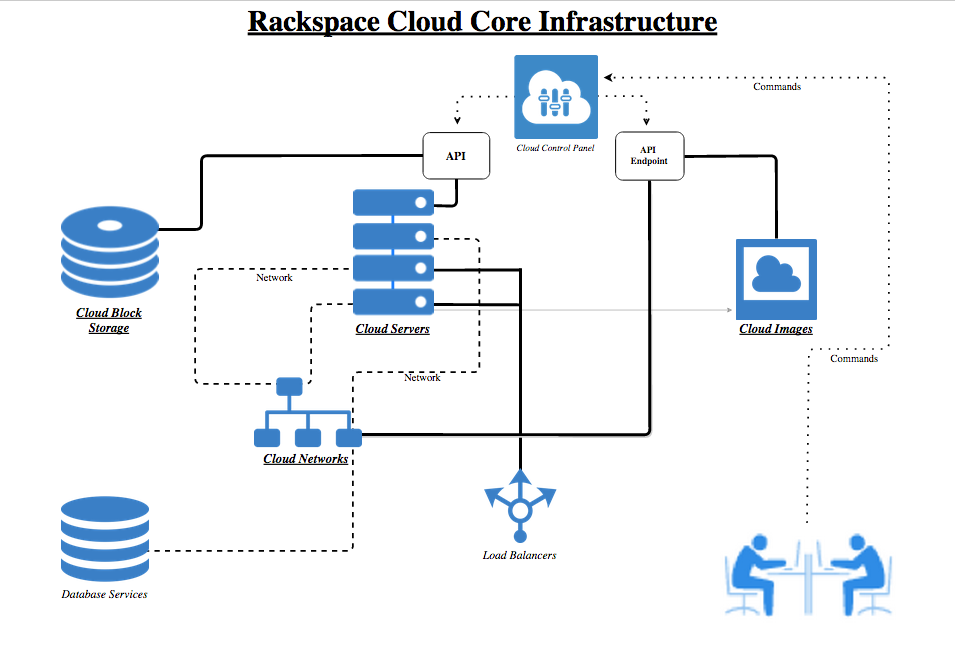 Rackspace Cloud Core Infrastructure
Commands
Cloud Control Panel
API
API
Endpoint
Network
Cloud Block
Storage
Cloud Servers
Cloud Images
Commands
Network
Cloud Networks
Load Balancers
Database Services